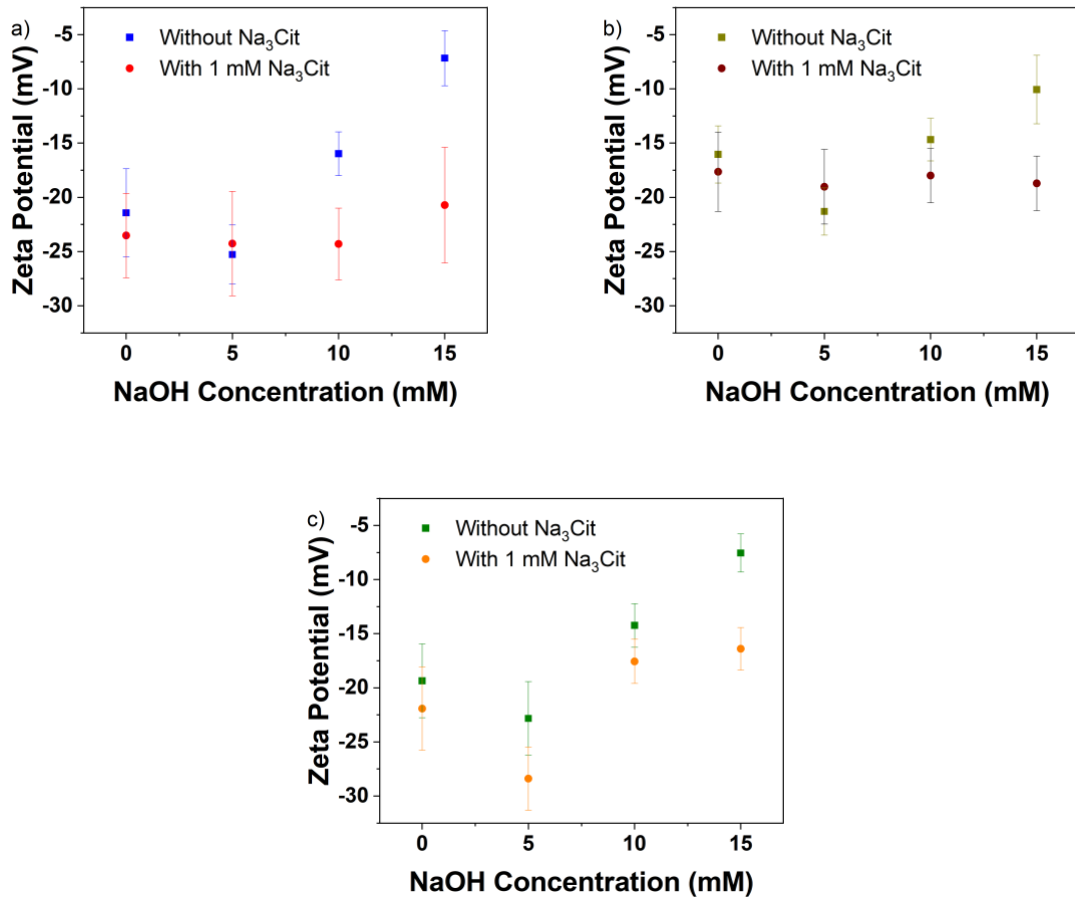 a)
Without Na₃Cit
With 1 mM Na₃Cit
Zeta Potential (mV)
-5
-10
-15
-20
-25
-30
0 5 10 15
NaOH Concentration (mM)
b)
Without Na₃Cit
With 1 mM Na₃Cit
Zeta Potential (mV)
-5
-10
-15
-20
-25
-30
0 5 10 15
NaOH Concentration (mM)
c)
Without Na₃Cit
With 1 mM Na₃Cit
Zeta Potential (mV)
-5
-10
-15
-20
-25
-30
0 5 10 15
NaOH Concentration (mM)